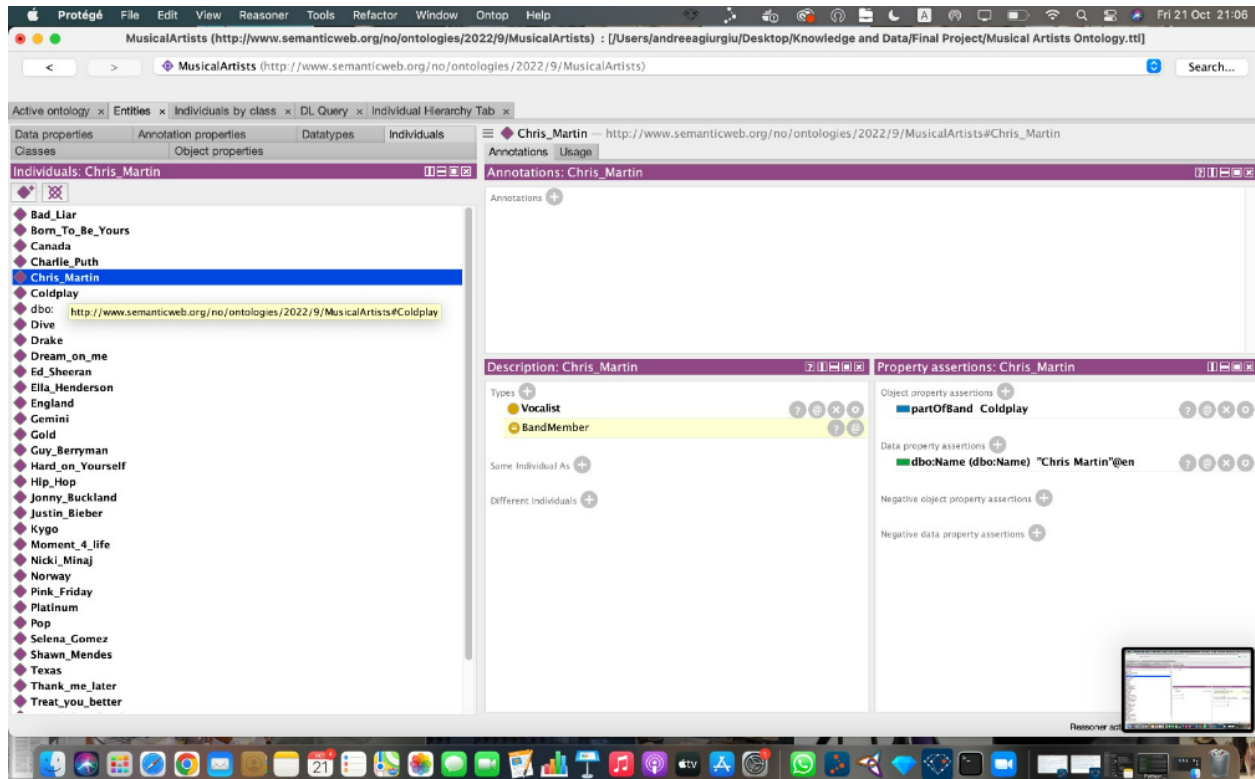 Protégé File Edit View Reasoner Tools Refactor Window Ontop Help Fri 21 Oct 21:06
MusicalArtists (http://www.semanticweb.org/no/ontologies/2022/9/MusicalArtists) : [/Users/andreeagiurgiu/Desktop/Knowledge and Data/Final Project/Musical Artists Ontology.ttl]
< > MusicalArtists (http://www.semanticweb.org/no/ontologies/2022/9/MusicalArtists) Search...
Active ontology × Entities × Individuals by class × DL Query × Individual Hierarchy Tab ×
Data properties Annotation properties Datatypes Individuals
Classes Object properties
Individuals: Chris_Martin
Bad_Liar
Born_To_Be_Yours
Canada
Charlie_Puth
Chris_Martin
Coldplay
dbo:
http://www.semanticweb.org/no/ontologies/2022/9/MusicalArtists#Coldplay
Dive
Drake
Dream_on_me
Ed_Sheeran
Ella_Henderson
England
Gemini
Gold
Guy_Berryman
Hard_on_Yourself
Hip_Hop
Jonny_Buckland
Justin_Bieber
Kygo
Moment_4_life
Nicki_Minaj
Norway
Pink_Friday
Platinum
Pop
Selena_Gomez
Shawn_Mendes
Texas
Thank_me_later
Treat_you_better
Chris_Martin — http://www.semanticweb.org/no/ontologies/2022/9/MusicalArtists#Chris_Martin
Annotations Usage
Annotations: Chris_Martin
Annotations
Description: Chris_Martin
Types
Vocalist
BandMember
Same Individual As
Different Individuals
Property assertions: Chris_Martin
Object property assertions
partOfBand Coldplay
Data property assertions
dbo:Name (dbo:Name) "Chris Martin"@en
Negative object property assertions
Negative data property assertions
Reasoner
21
tv